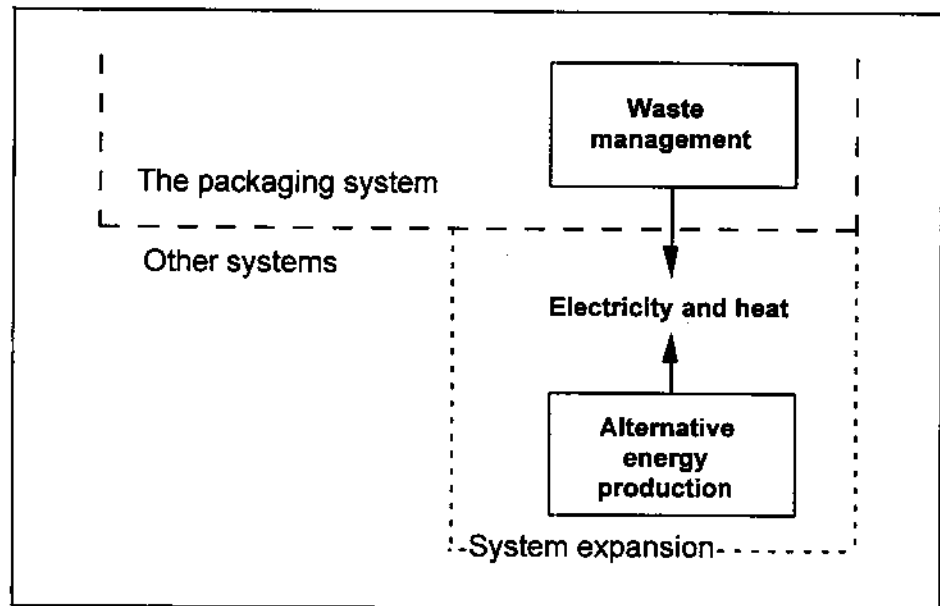 Waste
management
The packaging system
Other systems
Electricity and heat
Alternative
energy
production
System expansion